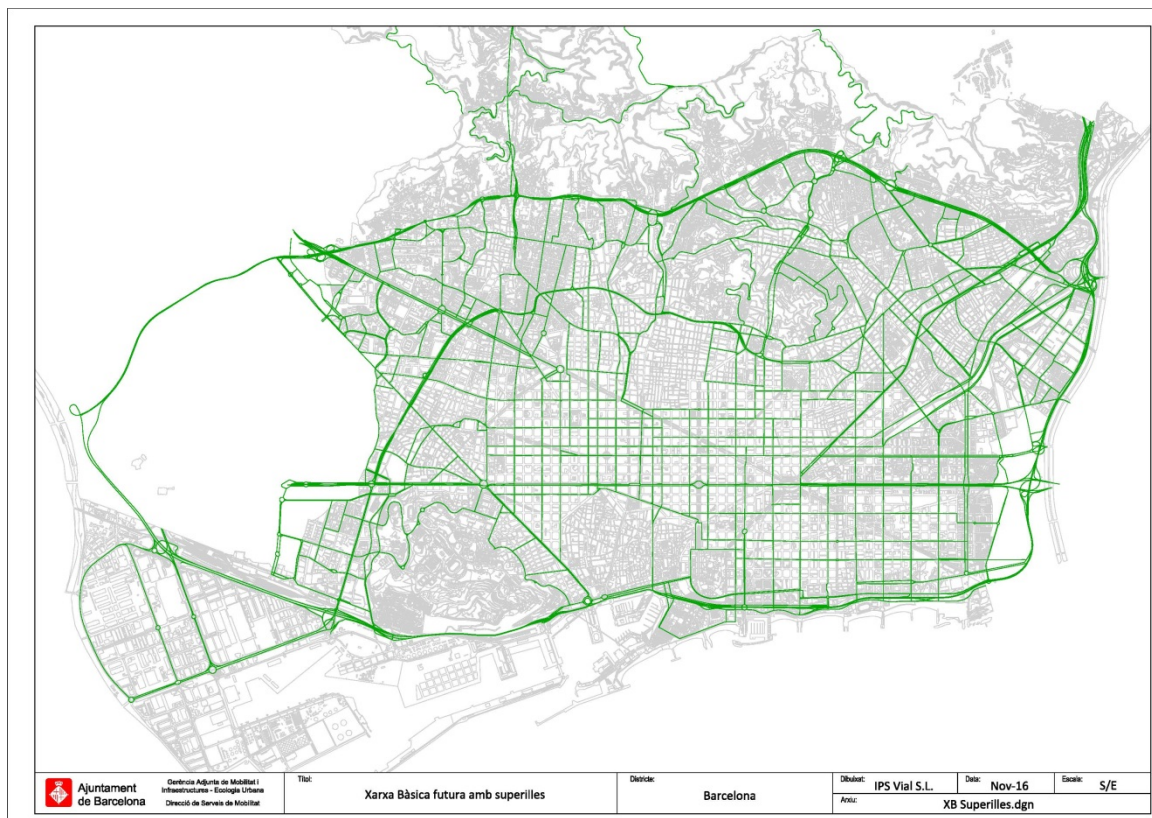 Ajuntament
de Barcelona
Gerència Adjunta de Mobilitat i
Infraestructures - Ecologia Urbana
Direcció de Serveis de Mobilitat
Títol:
Xarxa Bàsica futura amb superilles
Districte:
Barcelona
Dibuixat:
IPS Vial S.L.
Data:
Nov-16
Escala:
S/E
Arxiu:
XB Superilles.dgn